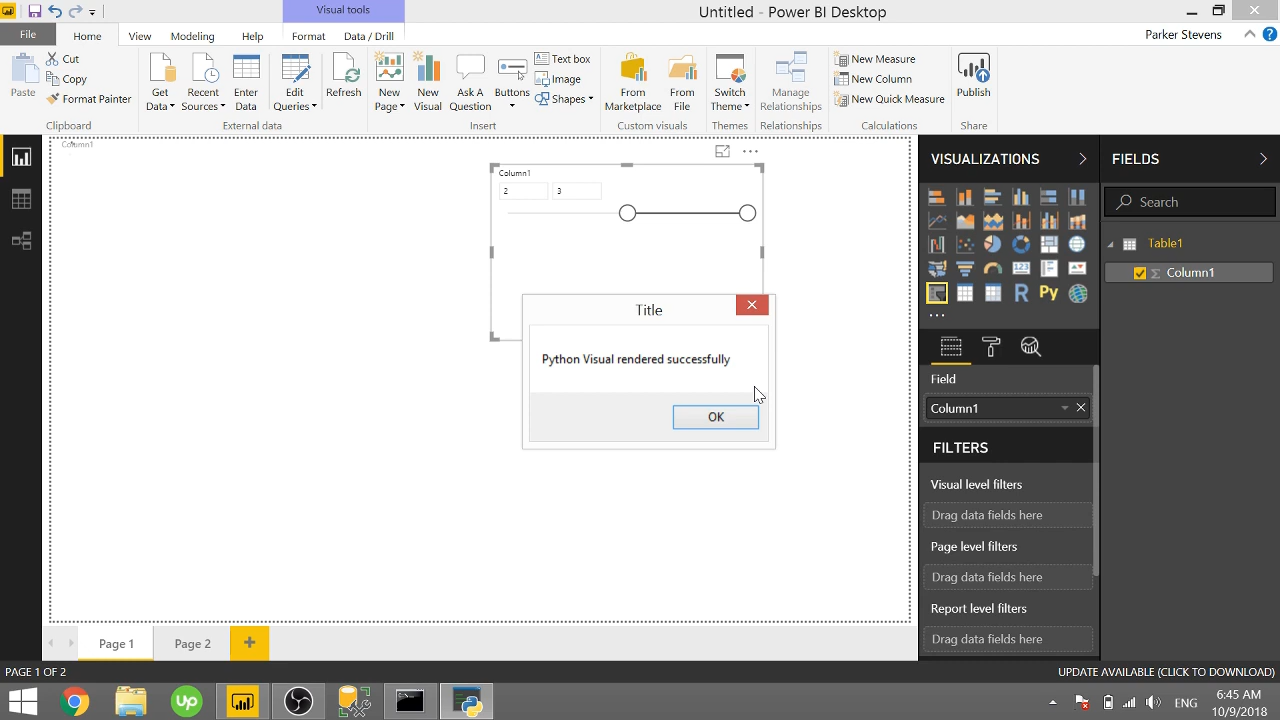 Visual tools
Untitled - Power BI Desktop
File
Home
View
Modeling
Help
Format
Data / Drill
Parker Stevens
Paste
Cut
Copy
Format Painter
Clipboard
Get Data
Recent Sources
Enter Data
Edit Queries
Refresh
External data
New Page
New Visual
Ask A Question
Buttons
Text box
Image
Shapes
Insert
From Marketplace
From File
Custom visuals
Switch Theme
Themes
Manage Relationships
Relationships
New Measure
New Column
New Quick Measure
Calculations
Publish
Share
Column1
Column1
2
3
Title
Python Visual rendered successfully
OK
VISUALIZATIONS
R
Py
123
Field
Column1
FILTERS
Visual level filters
Drag data fields here
Page level filters
Drag data fields here
Report level filters
Drag data fields here
FIELDS
Search
Table1
Σ Column1
Page 1
Page 2
PAGE 1 OF 2
UPDATE AVAILABLE (CLICK TO DOWNLOAD)
Up
ENG
6:45 AM
10/9/2018